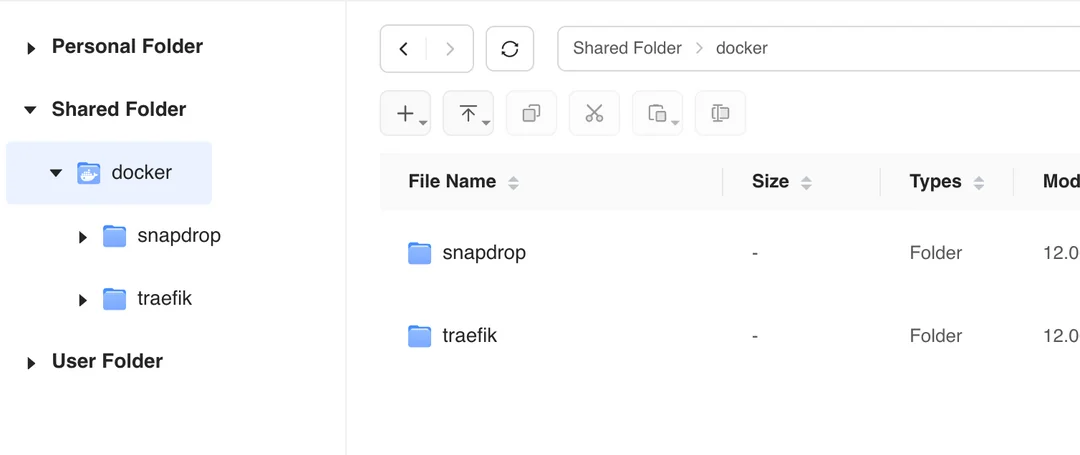 Personal Folder
Shared Folder
docker
snapdrop
traefik
User Folder
Shared Folder > docker
File Name Size Types Mod
snapdrop - Folder 12.0
traefik - Folder 12.0